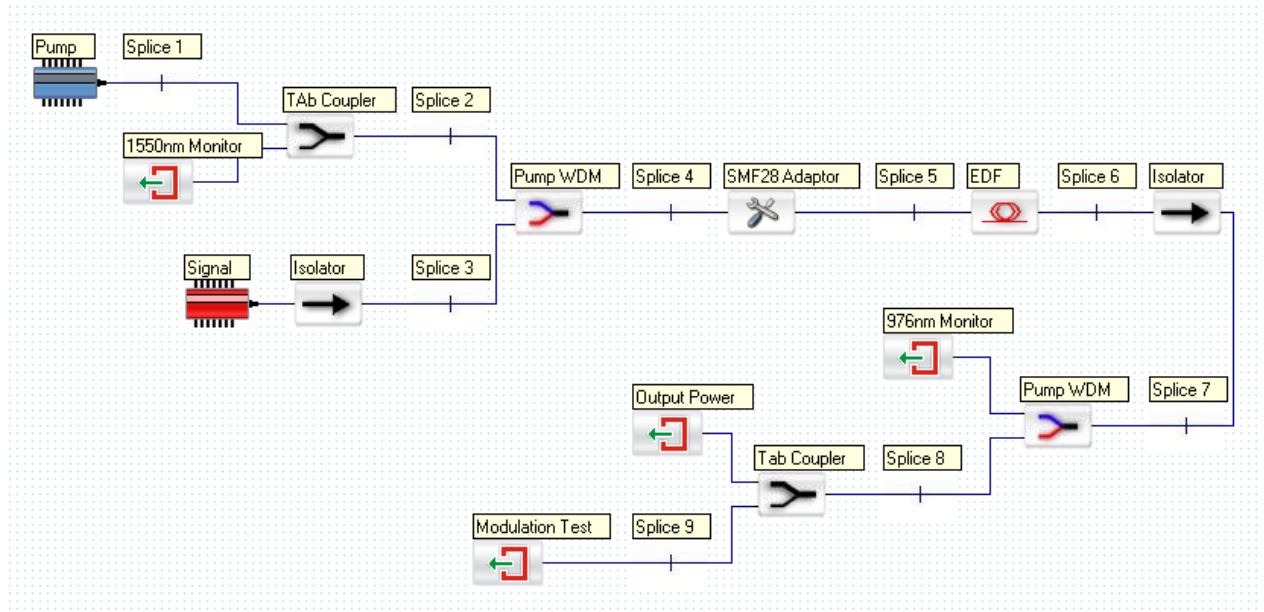 Pump
Splice 1
TAb Coupler
Splice 2
1550nm Monitor
Pump WDM
Splice 4
SMF28 Adaptor
Splice 5
EDF
Splice 6
Isolator
Signal
Isolator
Splice 3
976nm Monitor
Output Power
Pump WDM
Splice 7
Tab Coupler
Splice 8
Modulation Test
Splice 9